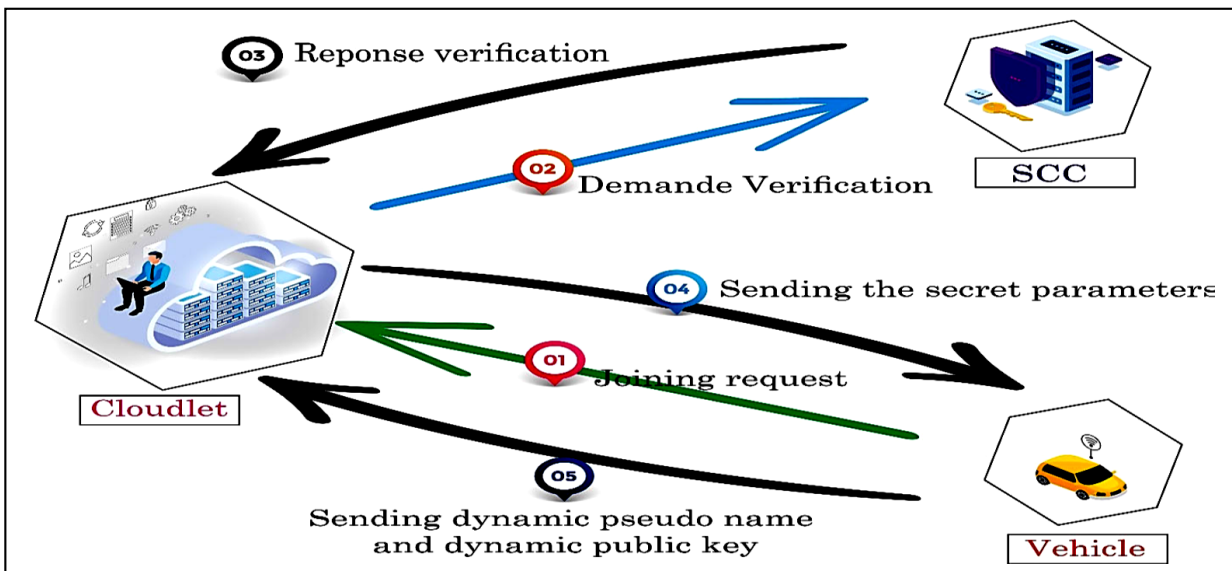 03 Reponse verification
02 Demande Verification
SCC
04 Sending the secret parameters
01 Joining request
Cloudlet
05
Sending dynamic pseudo name
and dynamic public key
Vehicle